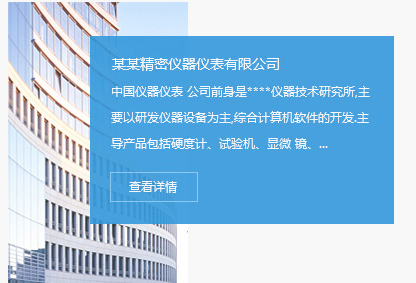 某某精密仪器仪表有限公司
中国仪器仪表 公司前身是****仪器技术研究所,主
要以研发仪器设备为主,综合计算机软件的开发.主
导产品包括硬度计、试验机、显微 镜、...
查看详情